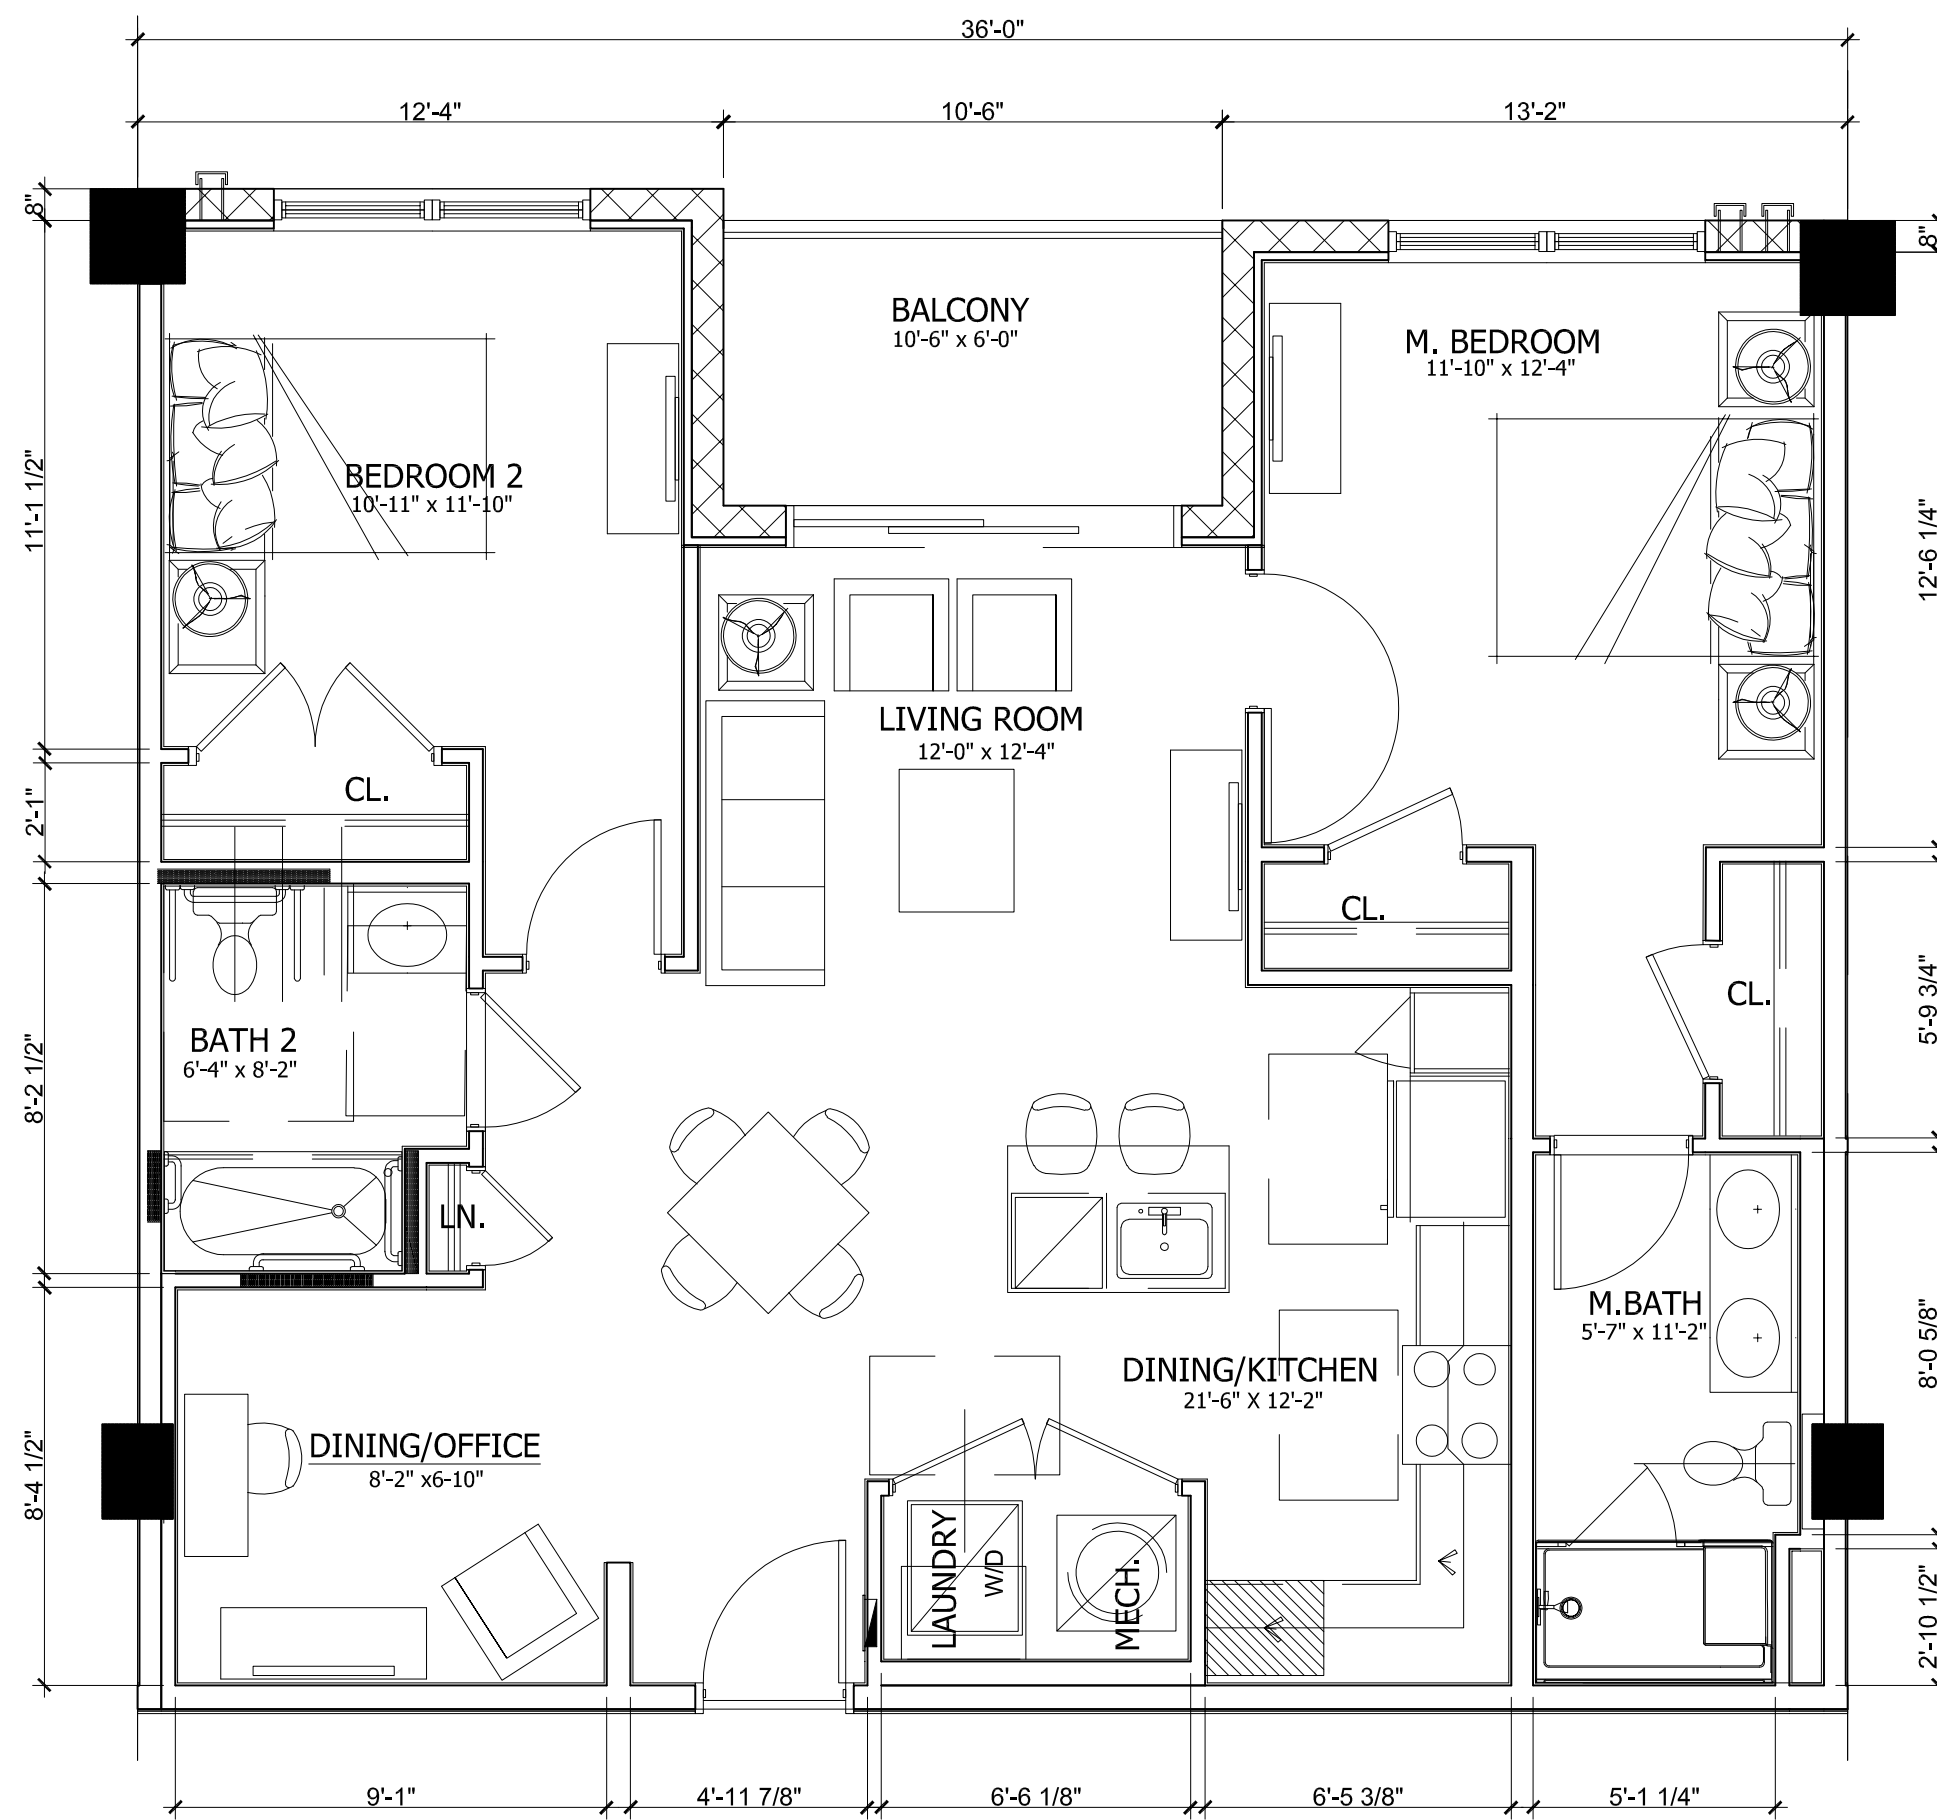 36'-0"
12'-4"
10'-6"
13'-2"
8"
8"
BALCONY
10'-6" x 6'-0"
M. BEDROOM
11'-10" x 12'-4"
BEDROOM 2
10'-11" x 11'-10"
11'-1 1/2"
12'-6 1/4"
LIVING ROOM
12'-0" x 12'-4"
CL.
2'-1"
CL.
CL.
5'-9 3/4"
BATH 2
6'-4" x 8'-2"
8'-2 1/2"
LN.
M.BATH
5'-7" x 11'-2"
8'-0 5/8"
DINING/KITCHEN
21'-6" X 12'-2"
DINING/OFFICE
8'-2" x6-10"
8'-4 1/2"
LAUNDRY
W/D
MECH.
2'-10 1/2"
9'-1"
4'-11 7/8"
6'-6 1/8"
6'-5 3/8"
5'-1 1/4"